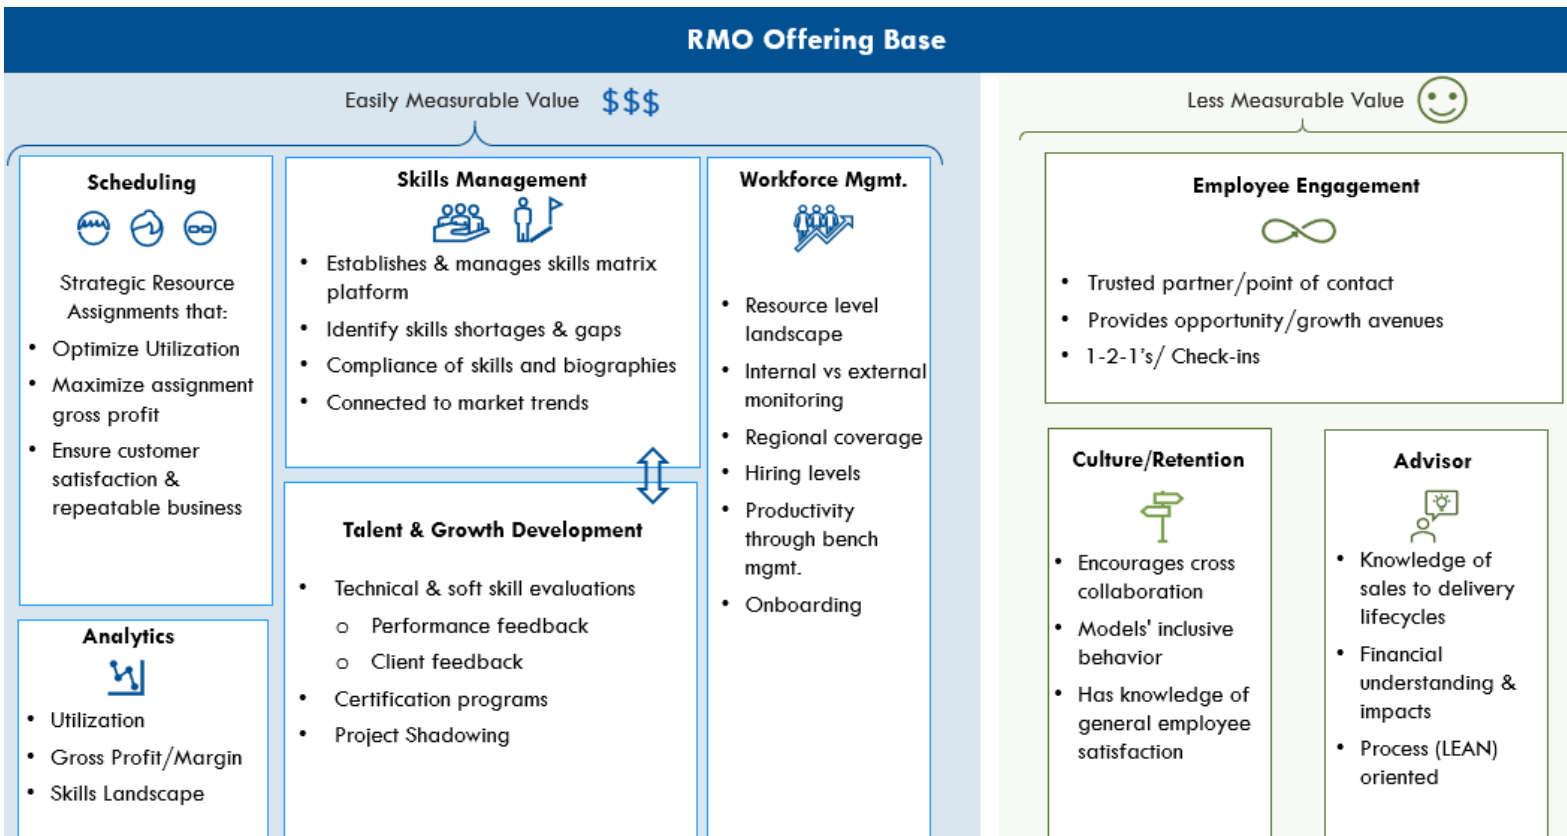 RMO Offering Base
Easily Measurable Value $$$
Scheduling
Strategic Resource
Assignments that:
• Optimize Utilization
• Maximize assignment
gross profit
• Ensure customer
satisfaction &
repeatable business
Analytics
• Utilization
• Gross Profit/Margin
• Skills Landscape
Skills Management
• Establishes & manages skills matrix
platform
• Identify skills shortages & gaps
• Compliance of skills and biographies
• Connected to market trends
Talent & Growth Development
• Technical & soft skill evaluations
o Performance feedback
o Client feedback
• Certification programs
• Project Shadowing
Workforce Mgmt.
• Resource level
landscape
• Internal vs external
monitoring
• Regional coverage
• Hiring levels
• Productivity
through bench
mgmt.
• Onboarding
Less Measurable Value
Employee Engagement
• Trusted partner/point of contact
• Provides opportunity/growth avenues
• 1-2-1's/ Check-ins
Culture/Retention
• Encourages cross
collaboration
• Models' inclusive
behavior
• Has knowledge of
general employee
satisfaction
Advisor
• Knowledge of
sales to delivery
lifecycles
• Financial
understanding &
impacts
• Process (LEAN)
oriented